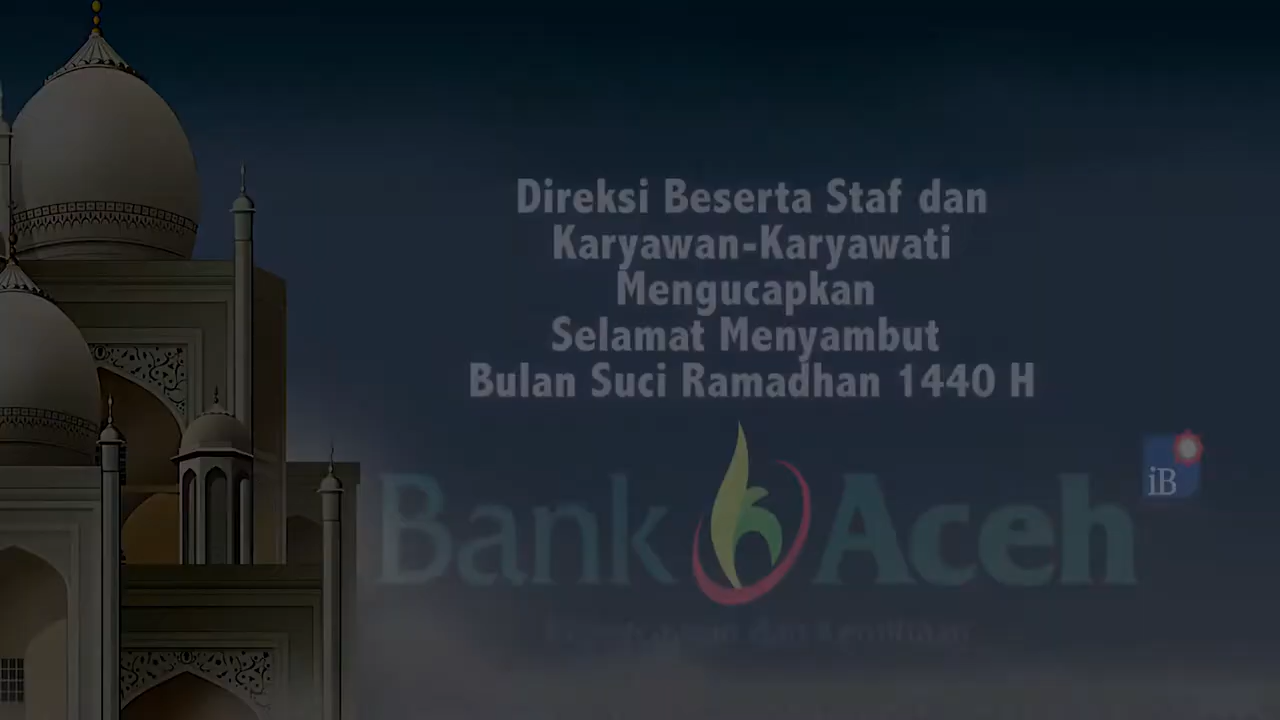 Direksi Beserta Staf dan
Karyawan-Karyawati
Mengucapkan
Selamat Menyambut
Bulan Suci Ramadhan 1440 H
Bank Aceh
iB